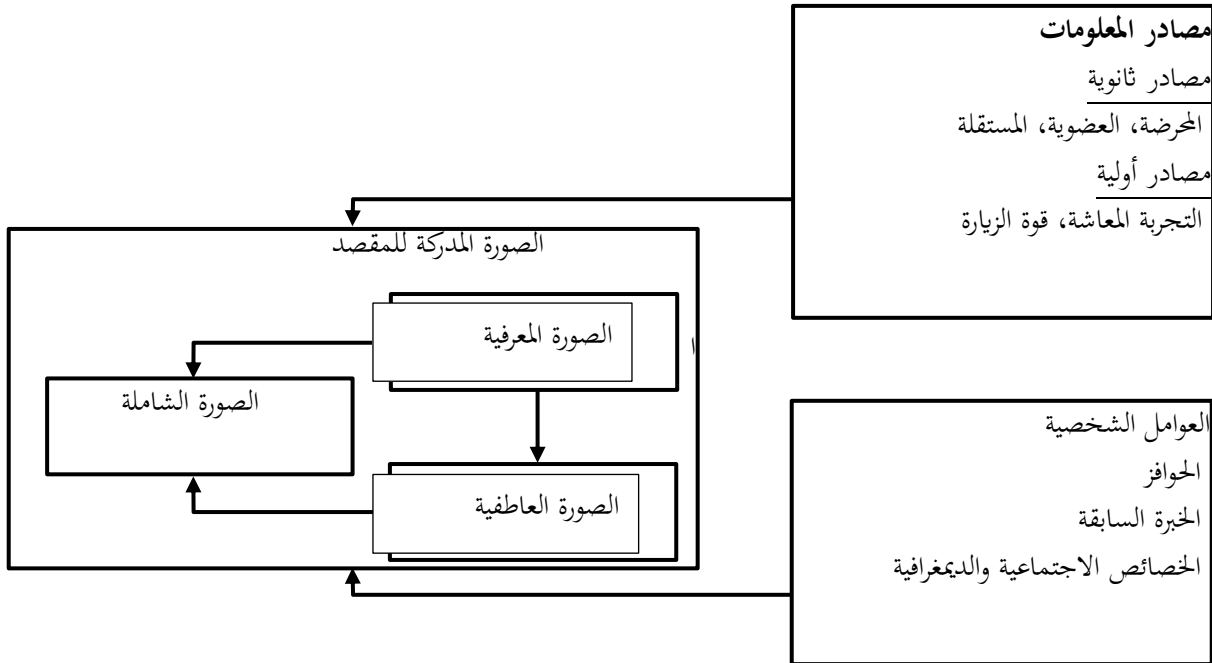 مصادر المعلومات
مصادر ثانوية
المحرضة، العضوية، المستقلة
مصادر أولية
التجربة المعاشة، قوة الزيارة
الصورة المدركة للمقصد
الصورة المعرفية
ا
الصورة الشاملة
الصورة العاطفية
العوامل الشخصية
الحوافز
الخبرة السابقة
الخصائص الاجتماعية والديمغرافية